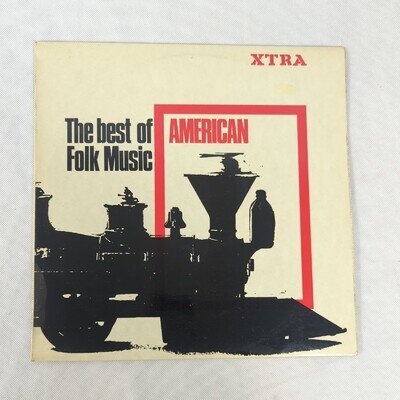 XTRA
The best of AMERICAN
Folk Music